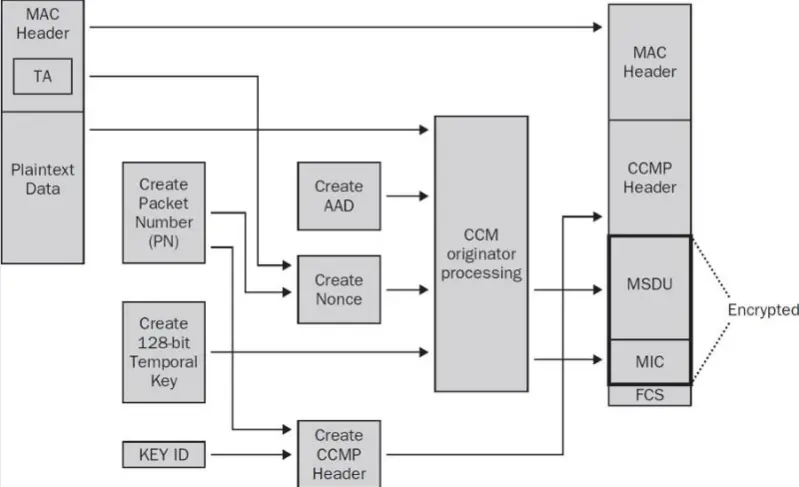 MAC
Header
TA
Plaintext
Data
Create
Packet
Number
(PN)
Create
128-bit
Temporal
Key
KEY ID
Create
AAD
Create
Nonce
Create
CCMP
Header
CCM
originator
processing
MAC
Header
CCMP
Header
MSDU
MIC
FCS
Encrypted